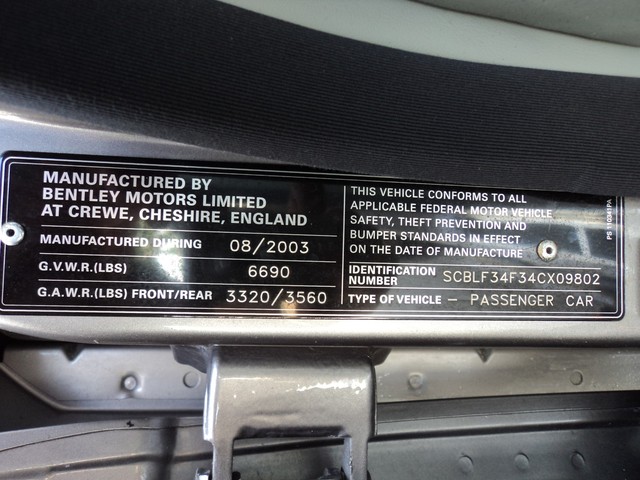 MANUFACTURED BY
BENTLEY MOTORS LIMITED
AT CREWE, CHESHIRE, ENGLAND
MANUFACTURED DURING 08/2003
G.V.W.R.(LBS) 6690
G.A.W.R.(LBS) FRONT/REAR 3320/3560
THIS VEHICLE CONFORMS TO ALL
APPLICABLE FEDERAL MOTOR VEHICLE
SAFETY, THEFT PREVENTION AND
BUMPER STANDARDS IN EFFECT
ON THE DATE OF MANUFACTURE
IDENTIFICATION
NUMBER SCBLF34F34CX09802
TYPE OF VEHICLE – PASSENGER CAR